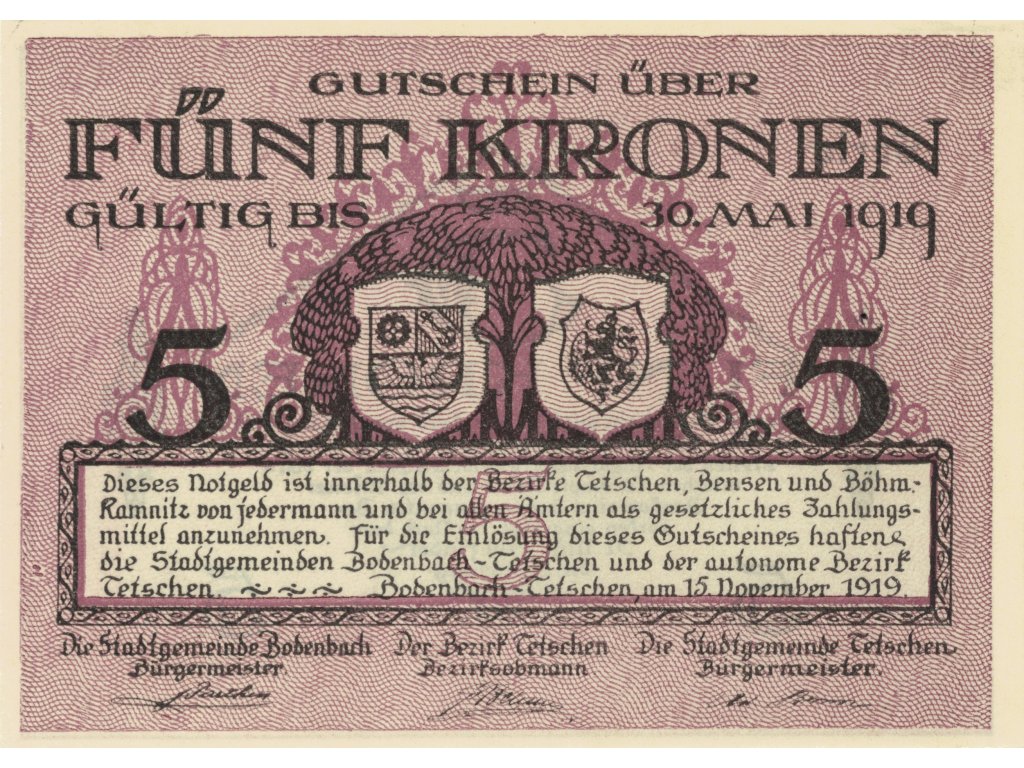 GUTSCHEIN ÜBER
FÜNF KRONEN
GÜLTIG BIS 30. MAI 1919
5 5
Dieses Notgeld ist innerhalb der Bezirke Tetschen, Bensen und Böhm.-
Kamnitz von jedermann und bei allen Ämtern als gesetzliches Zahlungs-
mittel anzunehmen. Für die Einlösung dieses Gutscheines haften
die Stadtgemeinden Bodenbach-Tetschen und der autonome Bezirk
Tetschen. ~ ~ ~ Bodenbach-Tetschen, am 15. November 1919.
5
Die Stadtgemeinde Bodenbach Der Bezirk Tetschen Die Stadtgemeinde Tetschen
Bürgermeister. Bezirksobmann Bürgermeister.